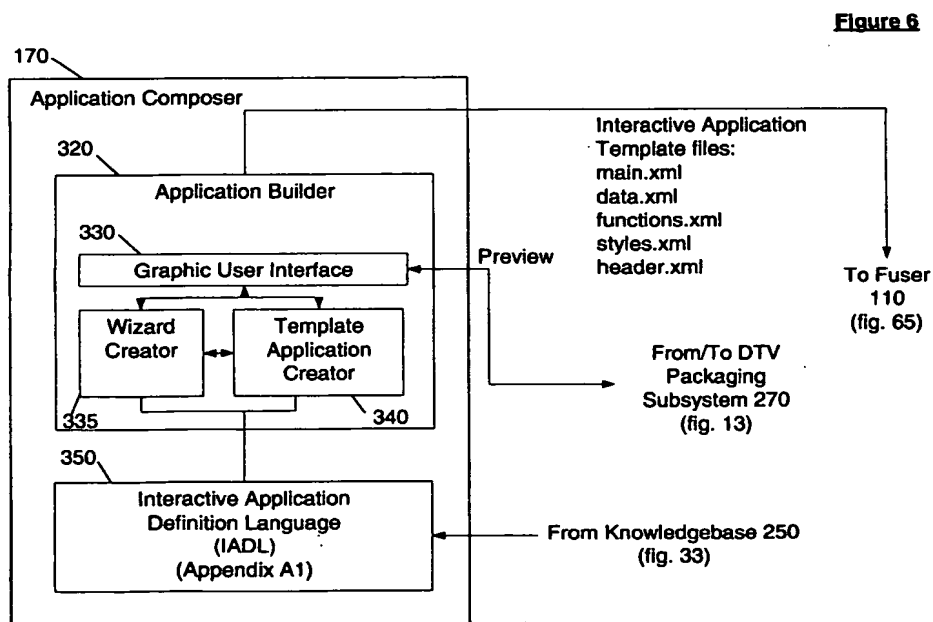 Figure 6
170
Application Composer
320
Application Builder
330
Graphic User Interface
Wizard
Creator
335
Template
Application
Creator
340
350
Interactive Application
Definition Language
(IADL)
(Appendix A1)
Interactive Application
Template files:
main.xml
data.xml
functions.xml
styles.xml
header.xml
Preview
To Fuser
110
(fig. 65)
From/To DTV
Packaging
Subsystem 270
(fig. 13)
From Knowledgebase 250
(fig. 33)